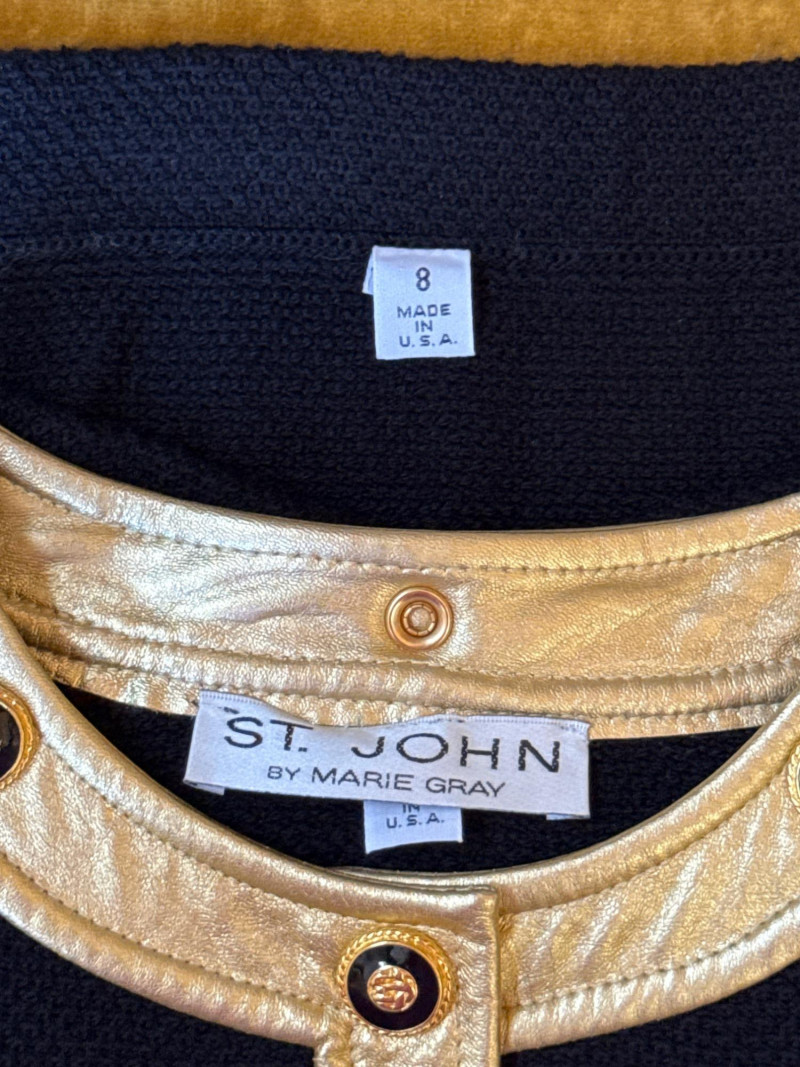 8
MADE
IN
U.S.A.
ST. JOHN
BY MARIE GRAY
IN
U.S.A.